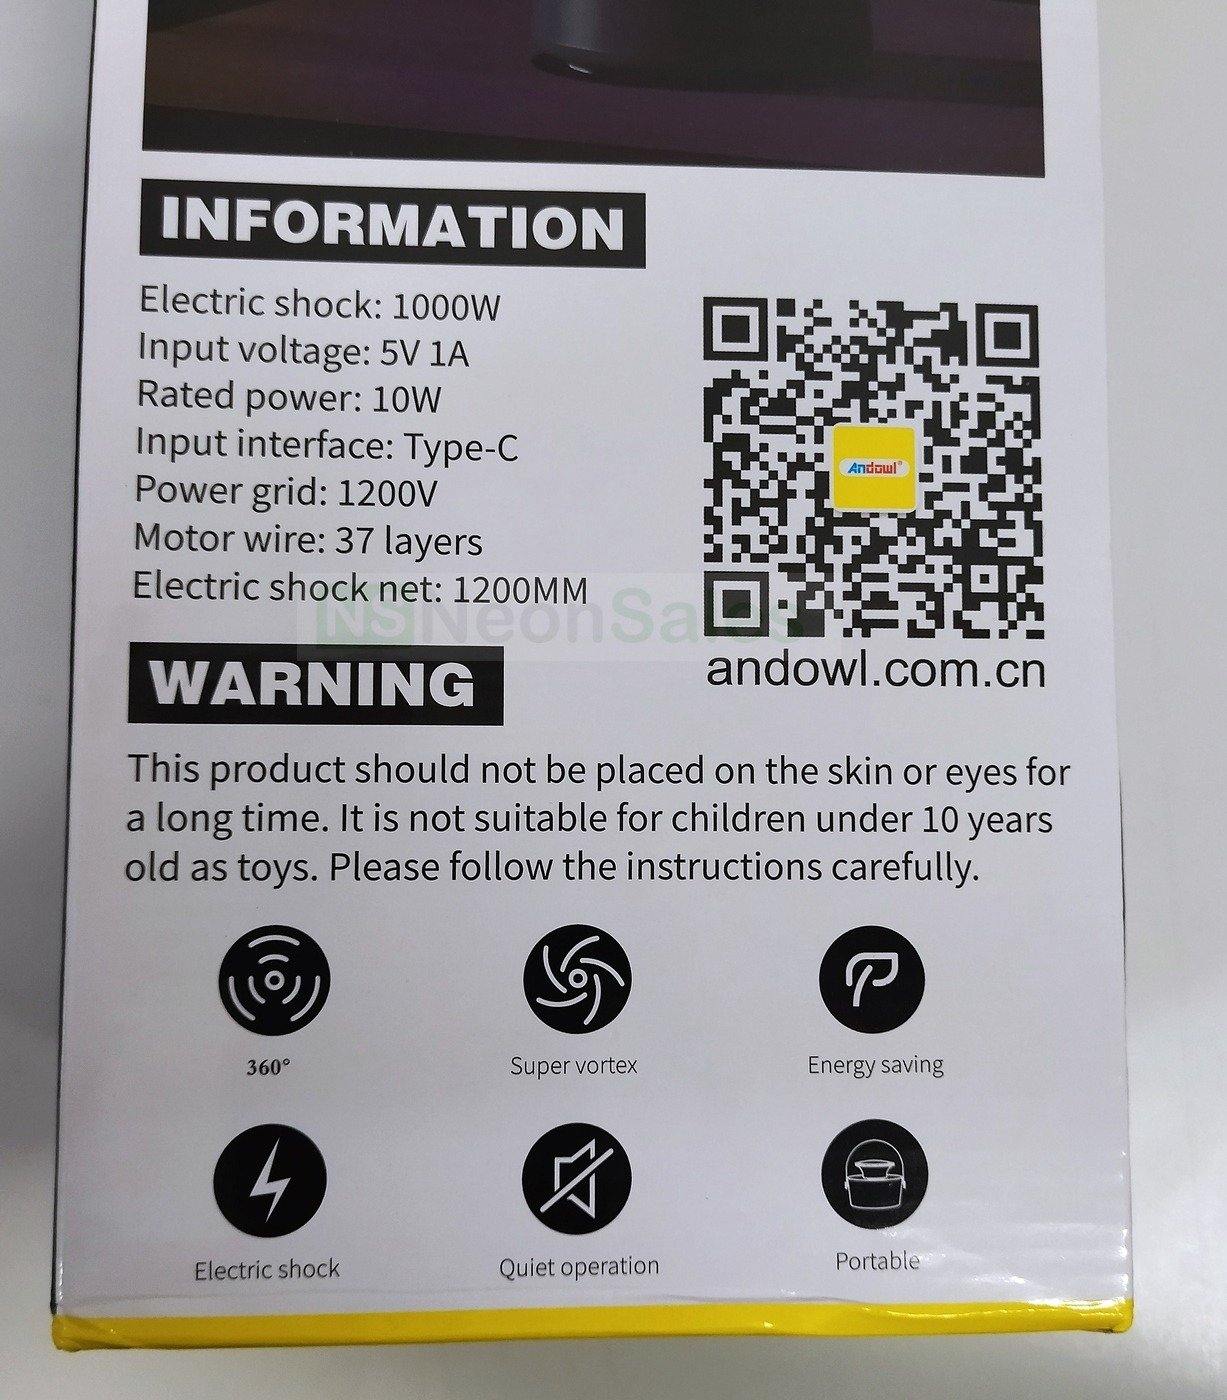 INFORMATION
Electric shock: 1000W
Input voltage: 5V 1A
Rated power: 10W
Input interface: Type-C
Power grid: 1200V
Motor wire: 37 layers
Electric shock net: 1200MM
Andowl®
andowl.com.cn
NS NeonSales
WARNING
This product should not be placed on the skin or eyes for
a long time. It is not suitable for children under 10 years
old as toys. Please follow the instructions carefully.
360°
Super vortex
Energy saving
Electric shock
Quiet operation
Portable